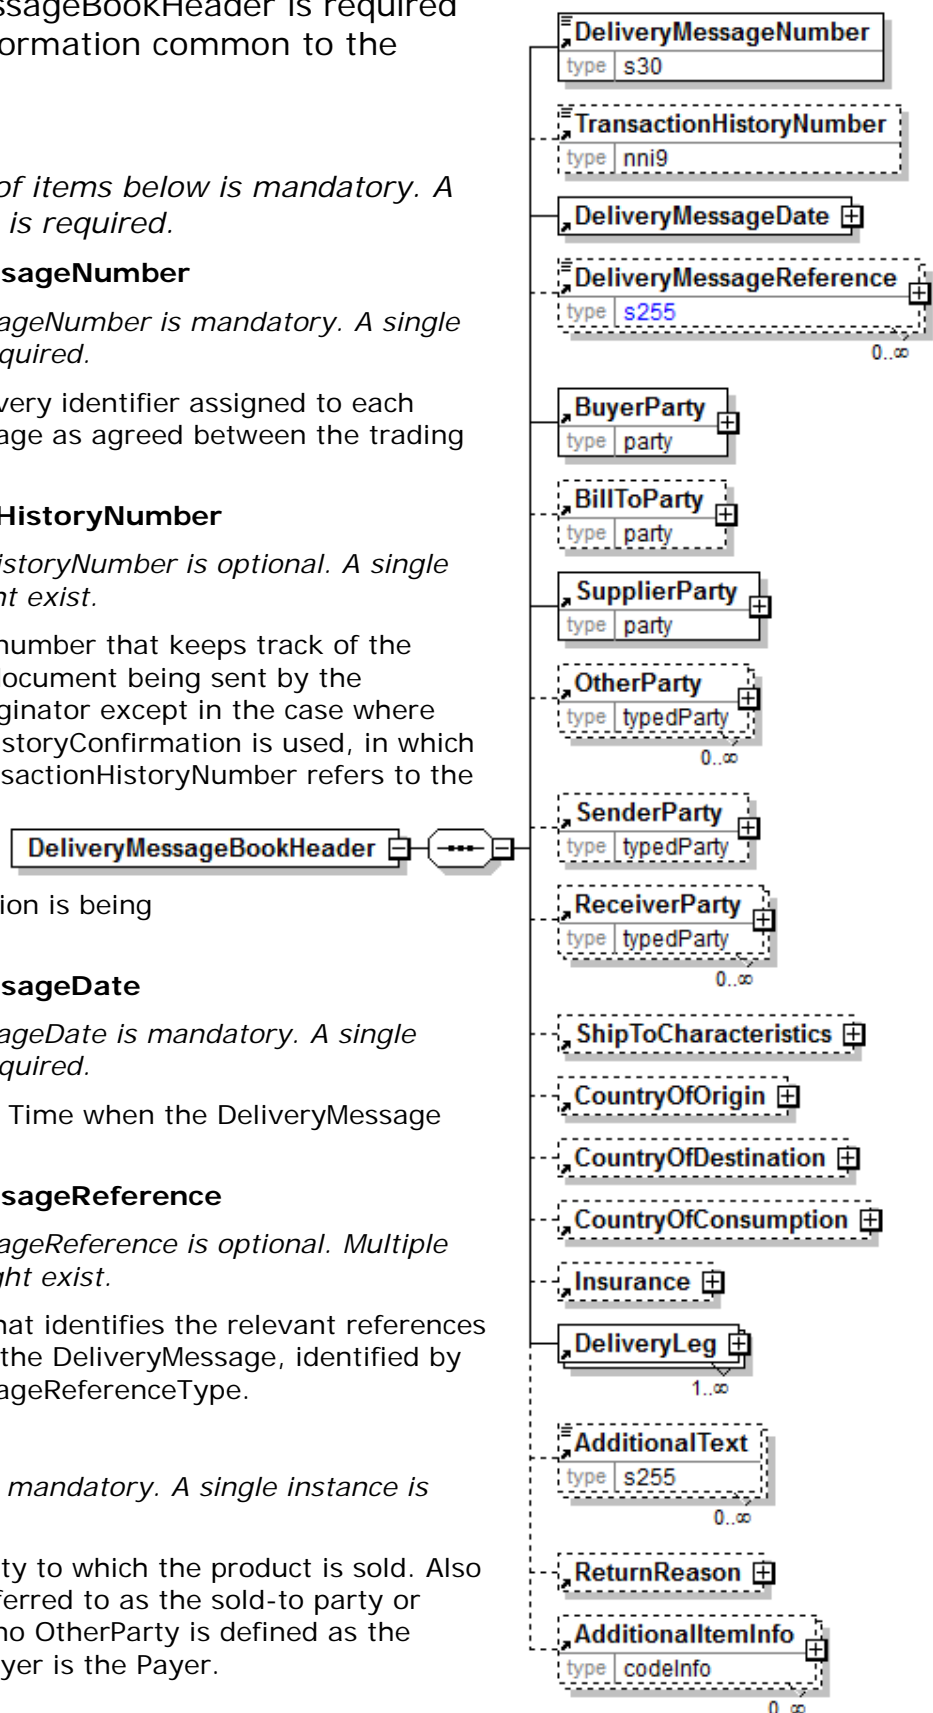 ssageBookHeader is required
ormation common to the
of items below is mandatory. A
is required.
ssageNumber
ageNumber is mandatory. A single
quired.
very identifier assigned to each
age as agreed between the trading
HistoryNumber
istoryNumber is optional. A single
ht exist.
number that keeps track of the
document being sent by the
ginator except in the case where
storyConfirmation is used, in which
nsactionHistoryNumber refers to the
DeliveryMessageBookHeader
ion is being
ssageDate
ageDate is mandatory. A single
quired.
Time when the DeliveryMessage
ssageReference
ageReference is optional. Multiple
ght exist.
hat identifies the relevant references
the DeliveryMessage, identified by
ageReferenceType.
mandatory. A single instance is
ty to which the product is sold. Also
ferred to as the sold-to party or
no OtherParty is defined as the
yer is the Payer.
DeliveryMessageNumber
type s30
TransactionHistoryNumber
type nni9
DeliveryMessageDate
DeliveryMessageReference
type s255
0..∞
BuyerParty
type party
BillToParty
type party
SupplierParty
type party
OtherParty
type typedParty
0..∞
SenderParty
type typedParty
ReceiverParty
type typedParty
0..∞
ShipToCharacteristics
CountryOfOrigin
CountryOfDestination
CountryOfConsumption
Insurance
DeliveryLeg
1..∞
AdditionalText
type s255
0..∞
ReturnReason
AdditionalItemInfo
type codeInfo
0..∞